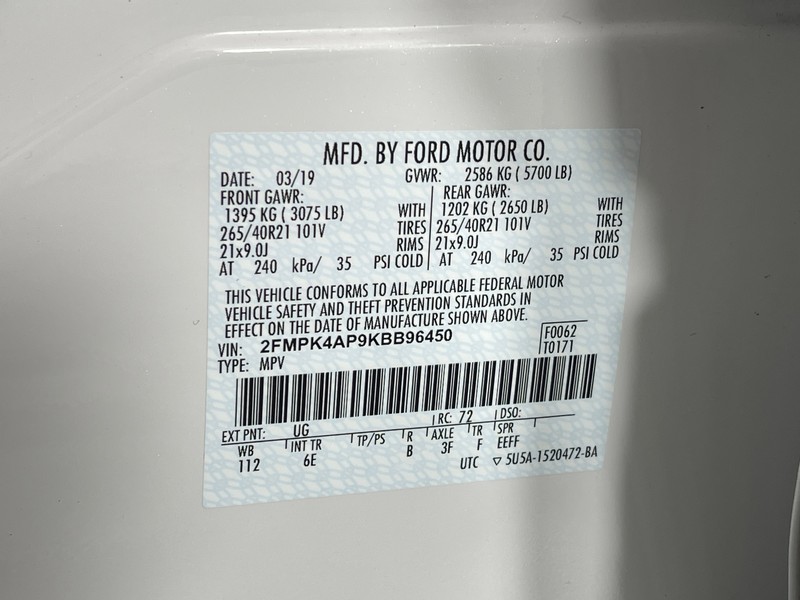 MFD. BY FORD MOTOR CO.
DATE: 03/19 GVWR: 2586 KG ( 5700 LB)
FRONT GAWR: REAR GAWR:
1395 KG ( 3075 LB) WITH 1202 KG ( 2650 LB) WITH
265/40R21 101V TIRES 265/40R21 101V TIRES
21x9.0J RIMS 21x9.0J RIMS
AT 240 kPa/ 35 PSI COLD AT 240 kPa/ 35 PSI COLD
THIS VEHICLE CONFORMS TO ALL APPLICABLE FEDERAL MOTOR
VEHICLE SAFETY AND THEFT PREVENTION STANDARDS IN
EFFECT ON THE DATE OF MANUFACTURE SHOWN ABOVE.
VIN: 2FMPK4AP9KBB96450 F0062
TYPE: MPV T0171
EXT PNT: UG RC: 72 DSO:
WB INT TR TP/PS R AXLE TR SPR
112 6E B 3F F EEFF
UTC ▽ 5U5A-1520472-BA